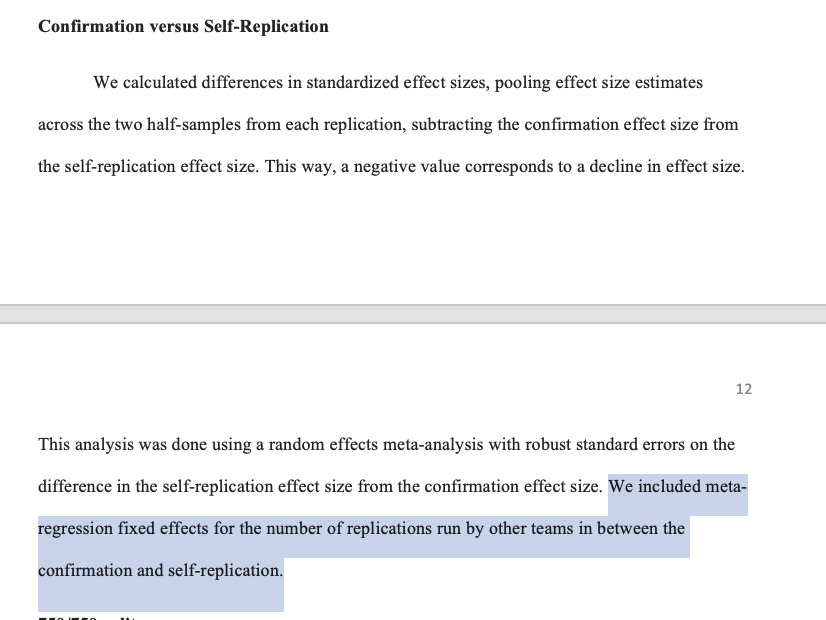 Confirmation versus Self-Replication
We calculated differences in standardized effect sizes, pooling effect size estimates
across the two half-samples from each replication, subtracting the confirmation effect size from
the self-replication effect size. This way, a negative value corresponds to a decline in effect size.
12
This analysis was done using a random effects meta-analysis with robust standard errors on the
difference in the self-replication effect size from the confirmation effect size. We included meta-
regression fixed effects for the number of replications run by other teams in between the
confirmation and self-replication.